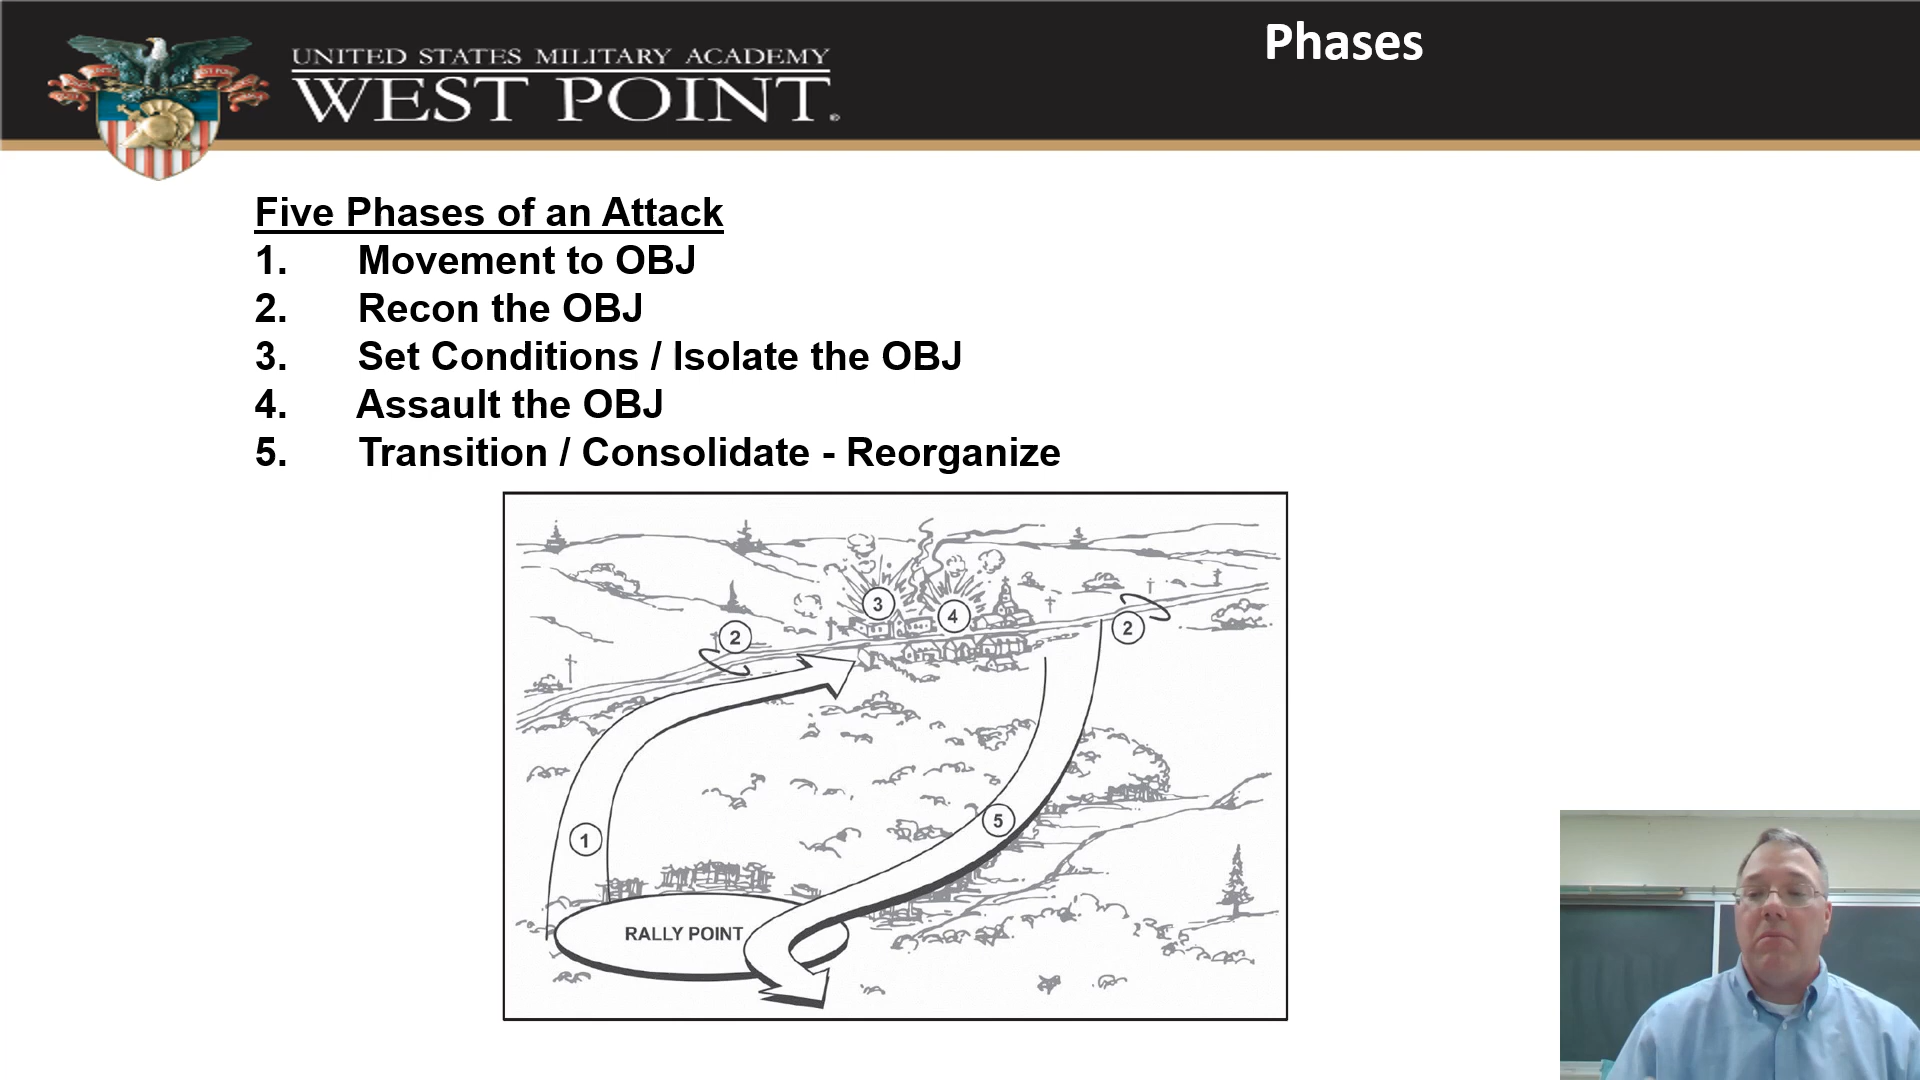 UNITED STATES MILITARY ACADEMY
WEST POINT.
Phases
Five Phases of an Attack
1. Movement to OBJ
2. Recon the OBJ
3. Set Conditions / Isolate the OBJ
4. Assault the OBJ
5. Transition / Consolidate - Reorganize
3
4
2
2
5
1
RALLY POINT